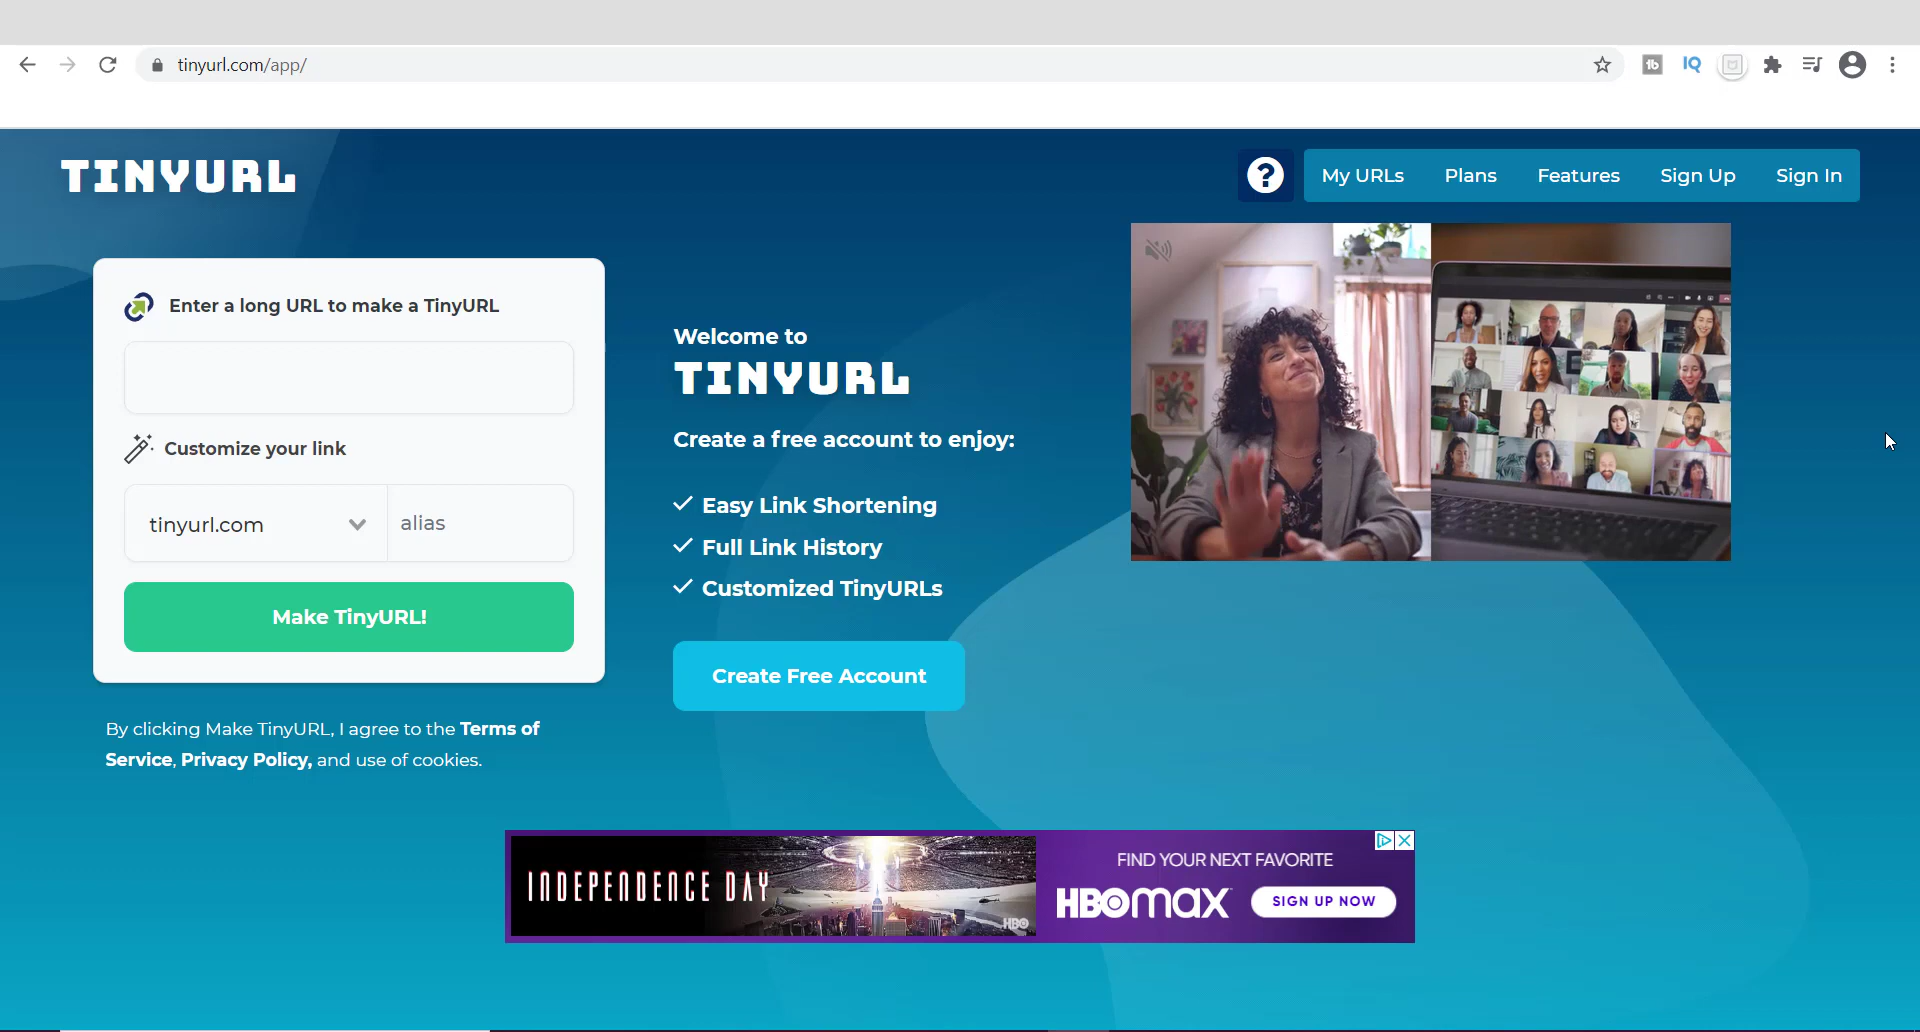 tinyurl.com/app/
TINYURL
My URLs
Plans
Features
Sign Up
Sign In
Enter a long URL to make a TinyURL
Customize your link
tinyurl.com
alias
Make TinyURL!
By clicking Make TinyURL, I agree to the Terms of
Service, Privacy Policy, and use of cookies.
Welcome to
TINYURL
Create a free account to enjoy:
Easy Link Shortening
Full Link History
Customized TinyURLs
Create Free Account
INDEPENDENCE DAY
HBO
FIND YOUR NEXT FAVORITE
HBOmax
SIGN UP NOW
tb
IQ
?